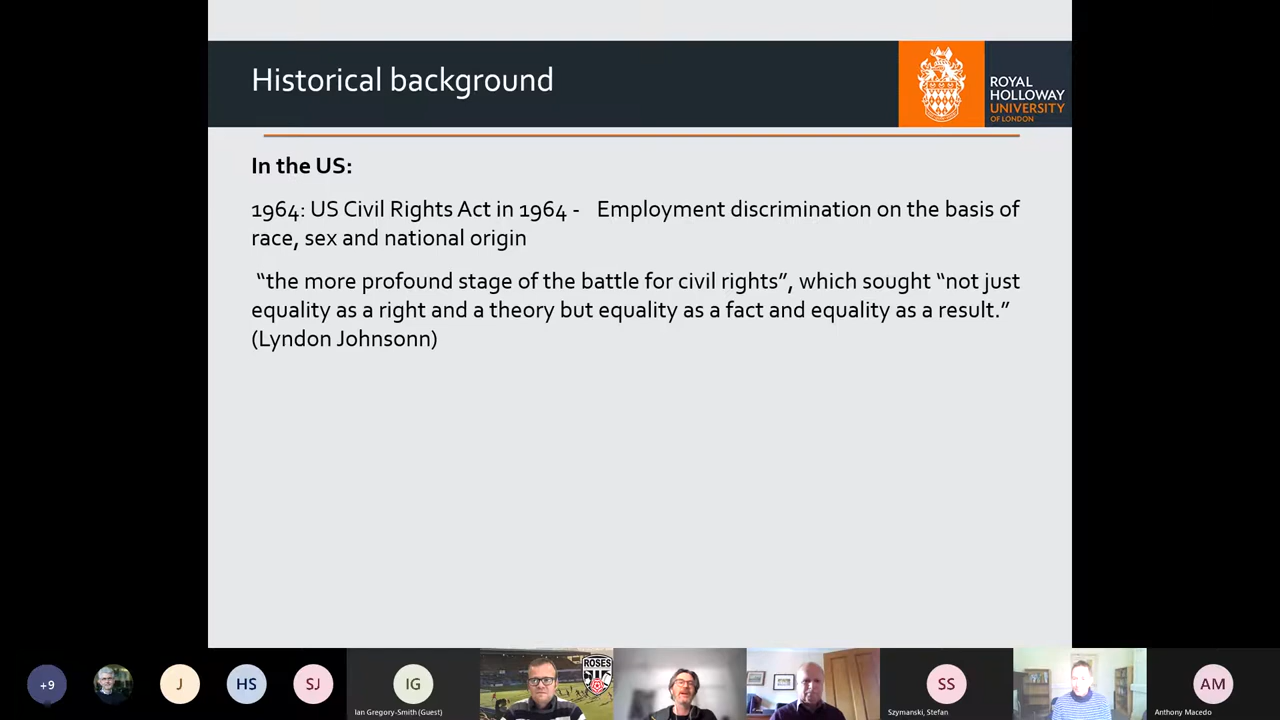 Historical background
ROYAL
HOLLOWAY
UNIVERSITY
OF LONDON
In the US:
1964: US Civil Rights Act in 1964 - Employment discrimination on the basis of
race, sex and national origin
“the more profound stage of the battle for civil rights”, which sought “not just
equality as a right and a theory but equality as a fact and equality as a result.”
(Lyndon Johnsonn)
+9
J
HS
SJ
IG
Ian Gregory-Smith (Guest)
ROSES
SS
Szymanski, Stefan
AM
Anthony Macedo